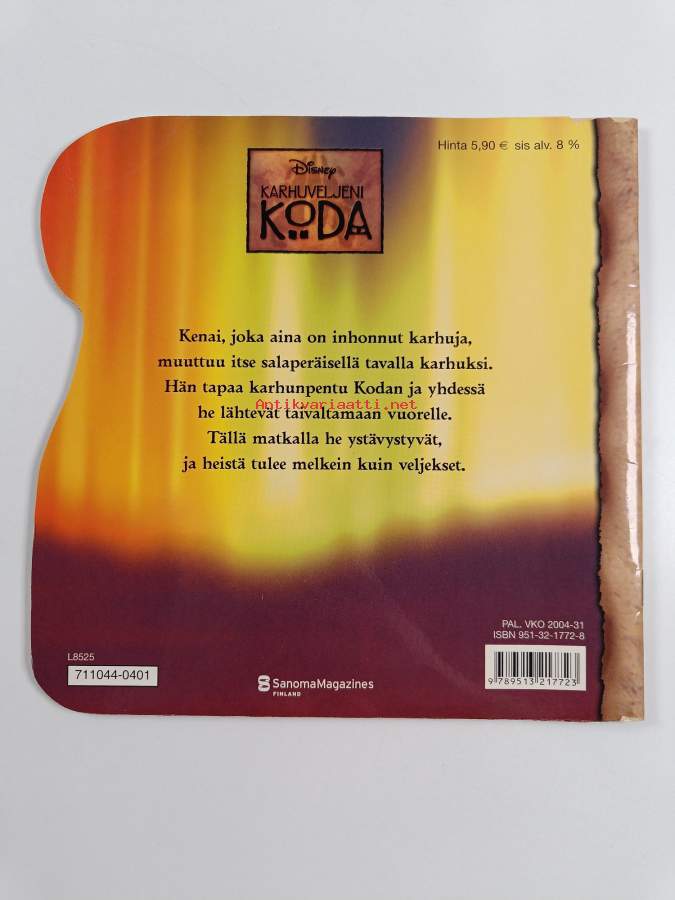 Hinta 5,90 € sis alv. 8 %
Disney
KARHUVELJENI
KODA
Kenai, joka aina on inhonnut karhuja,
muuttuu itse salaperäisellä tavalla karhuksi.
Hän tapaa karhunpentu Kodan ja yhdessä
Antikvariaatti.net
he lähtevät taivaltamaan vuorelle.
Tällä matkalla he ystävystyvät,
ja heistä tulee melkein kuin veljekset.
PAL. VKO 2004-31
ISBN 951-32-1772-8
L8525
711044-0401
SanomaMagazines
FINLAND
9 789513 217723